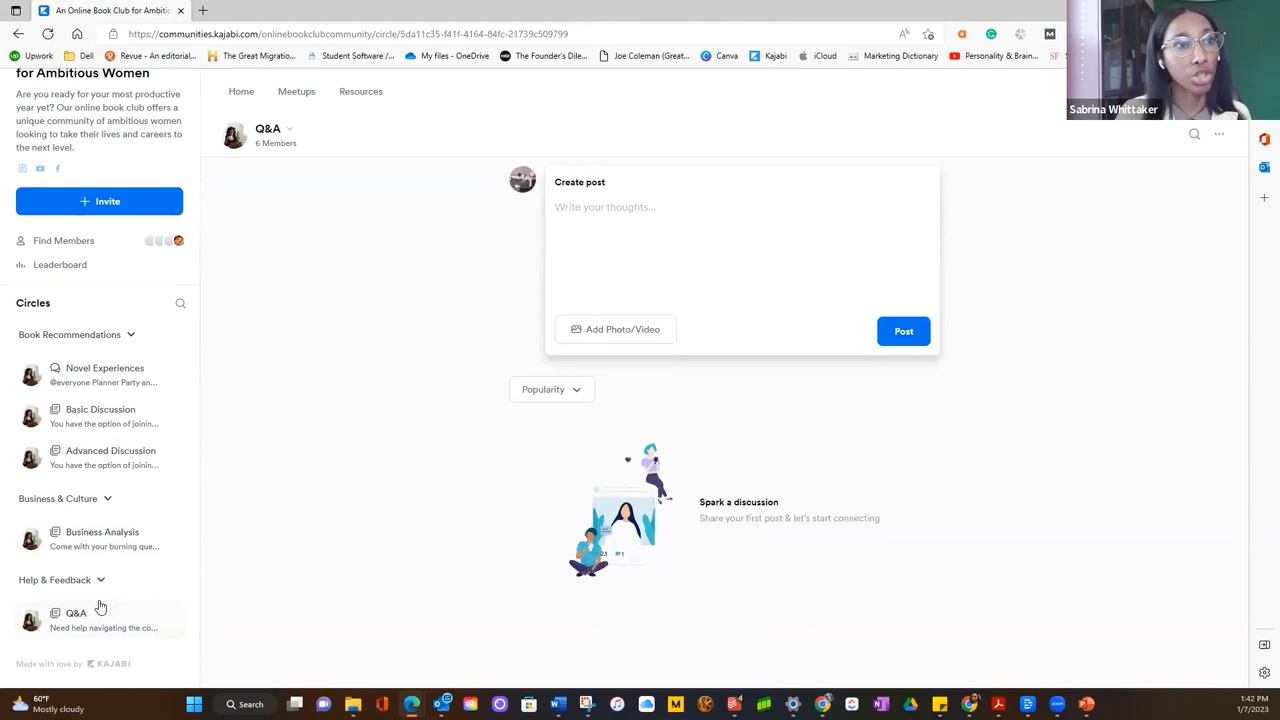 An Online Book Club for Ambitio
https://communities.kajabi.com/onlinebookclubcommunity/circle/5da11c35-f41f-4164-84fc-21739c509799
Upwork
Dell
Revue - An editorial...
The Great Migration...
Student Software /...
My files - OneDrive
The Founder's Dile...
Joe Coleman (Great...
Canva
Kajabi
iCloud
Marketing Dictionary
Personality & Brain...
SF
Sabrina Whittaker
for Ambitious Women
Are you ready for your most productive
year yet? Our online book club offers a
unique community of ambitious women
looking to take their lives and careers to
the next level.
+ Invite
Find Members
Leaderboard
Circles
Book Recommendations
Novel Experiences
@everyone Planner Party an...
Basic Discussion
You have the option of joinin...
Advanced Discussion
You have the option of joinin...
Business & Culture
Business Analysis
Come with your burning que...
Help & Feedback
Q&A
Need help navigating the co...
Made with love by KAJABI
Home Meetups Resources
Q&A
6 Members
Create post
Write your thoughts...
Add Photo/Video
Post
Popularity
Spark a discussion
Share your first post & let's start connecting
60°F
Mostly cloudy
Search
1:42 PM
1/7/2023